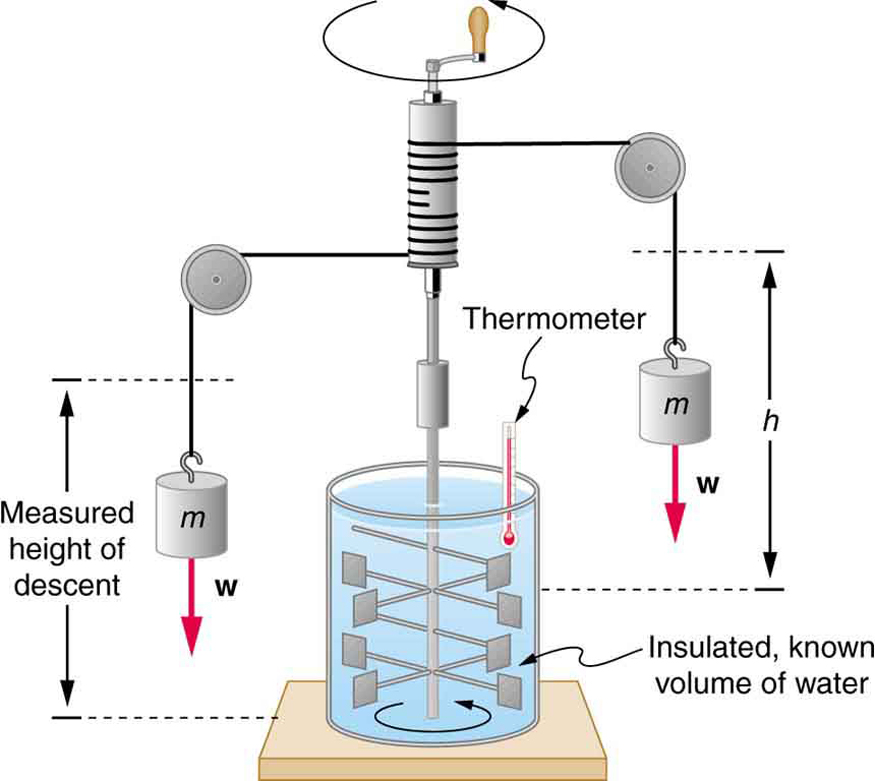 Thermometer
m
h
w
Measured
height of
descent
m
w
Insulated, known
volume of water